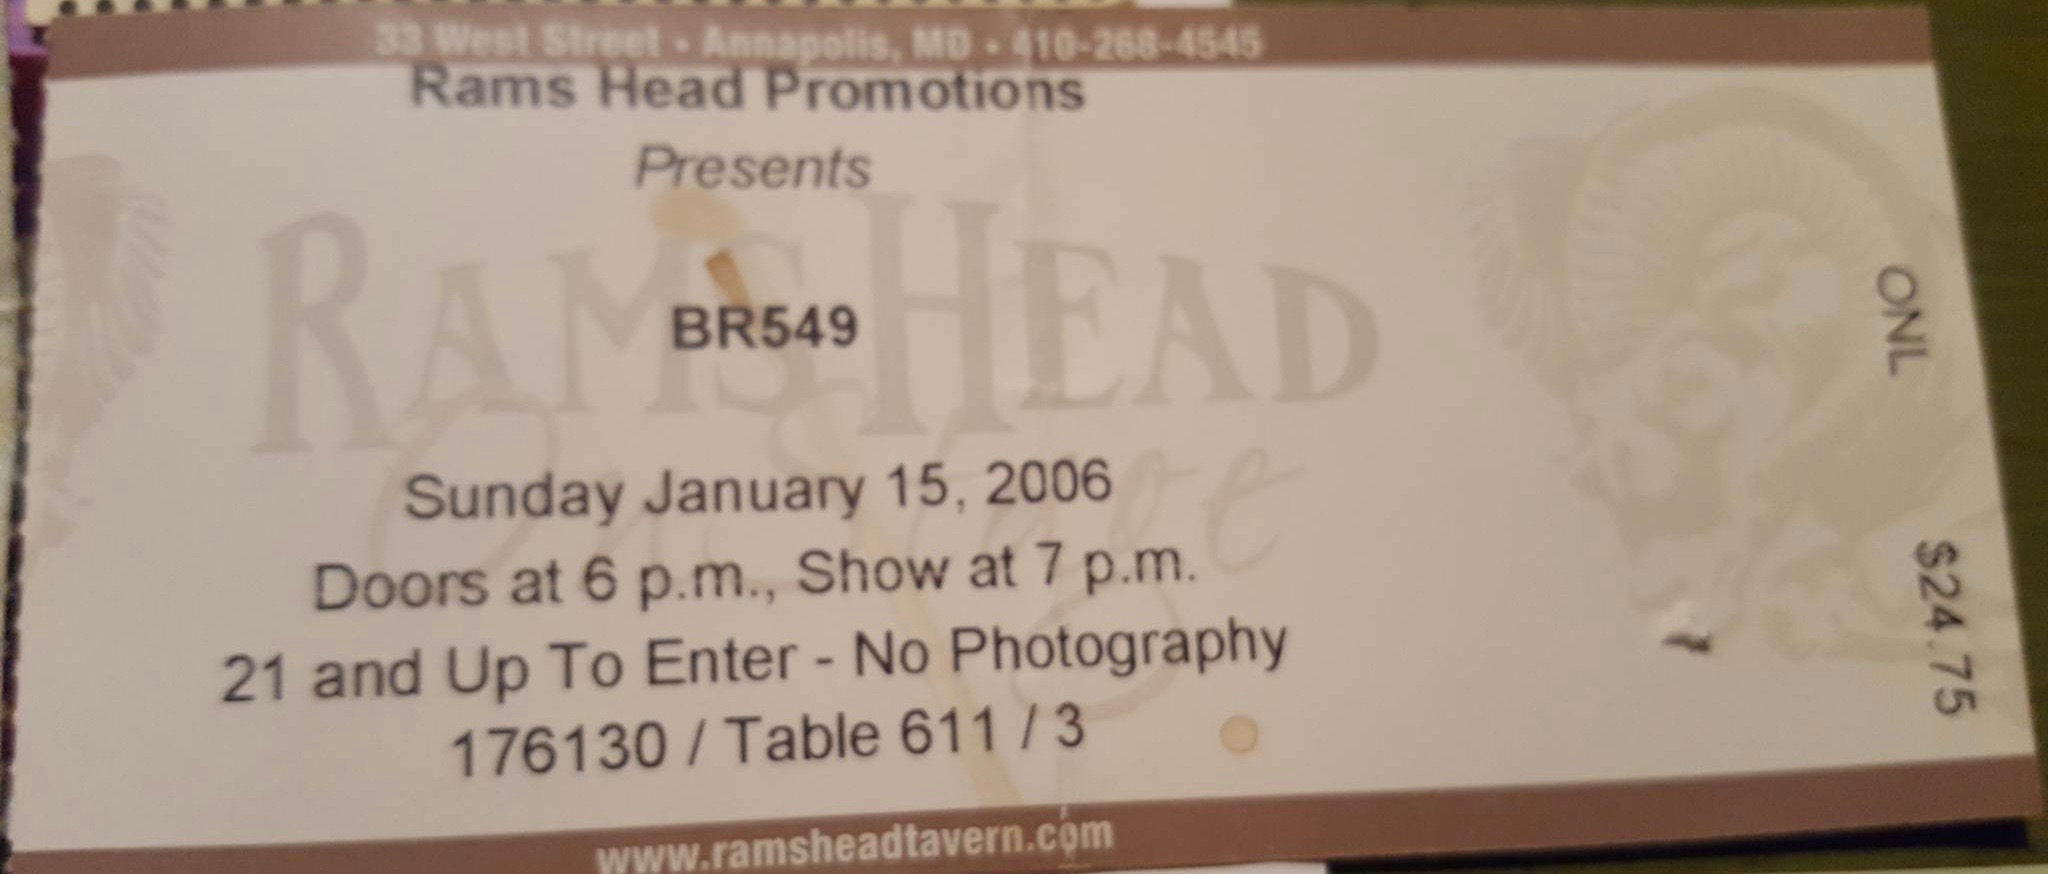 33 West Street • Annapolis, MD • 410-268-4545
Rams Head Promotions
Presents
RAMS HEAD
On Stage
BR549
Sunday January 15, 2006
Doors at 6 p.m., Show at 7 p.m.
21 and Up To Enter - No Photography
176130 / Table 611 / 3
www.ramsheadtavern.com
ONL
$24.75